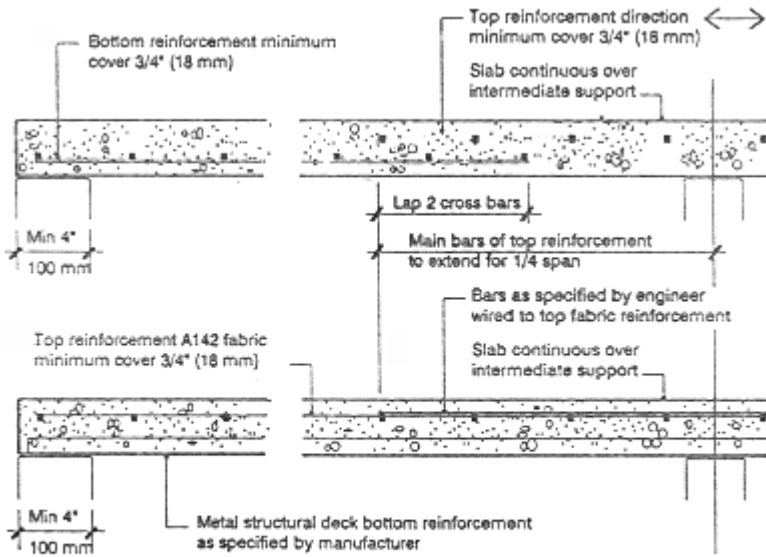 Top reinforcement direction
minimum cover 3/4" (18 mm)
Bottom reinforcement minimum
cover 3/4" (18 mm)
Slab continuous over
intermediate support
Lap 2 cross bars
Min 4"
100 mm
Main bars of top reinforcement
to extend for 1/4 span
Bars as specified by engineer
wired to top fabric reinforcement
Top reinforcement A142 fabric
minimum cover 3/4" (18 mm)
Slab continuous over
intermediate support
Min 4"
100 mm
Metal structural deck bottom reinforcement
as specified by manufacturer